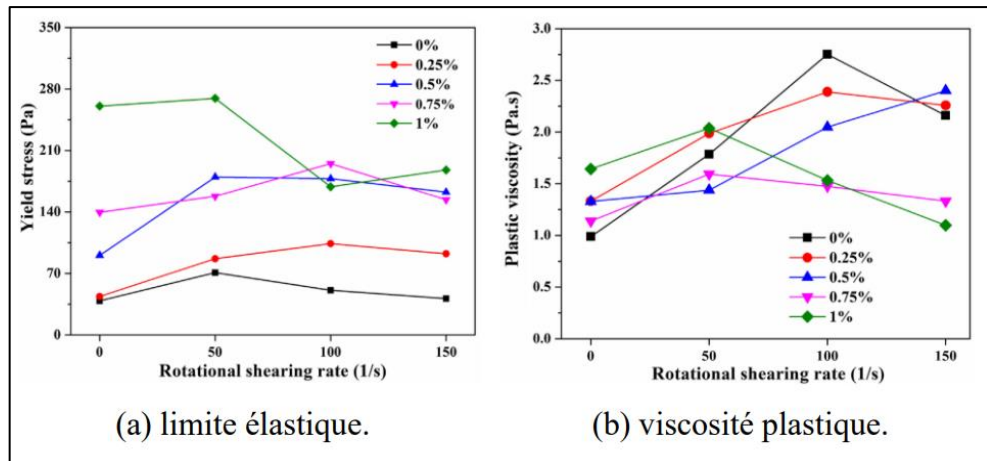 350
280
210
140
70
0
Yield stress (Pa)
0%
0.25%
0.5%
0.75%
1%
0 50 100 150
Rotational shearing rate (1/s)
(a) limite élastique.
3.0
2.5
2.0
1.5
1.0
0.5
0.0
Plastic viscosity (Pa.s)
0%
0.25%
0.5%
0.75%
1%
0 50 100 150
Rotational shearing rate (1/s)
(b) viscosité plastique.